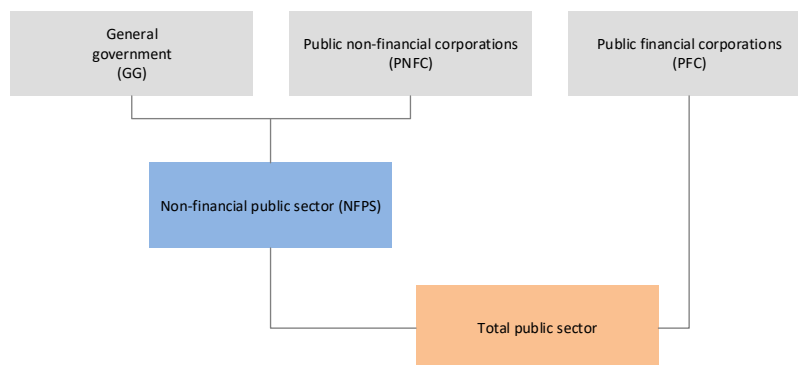 General
government
(GG)
Public non-financial corporations
(PNFC)
Public financial corporations
(PFC)
Non-financial public sector (NFPS)
Total public sector